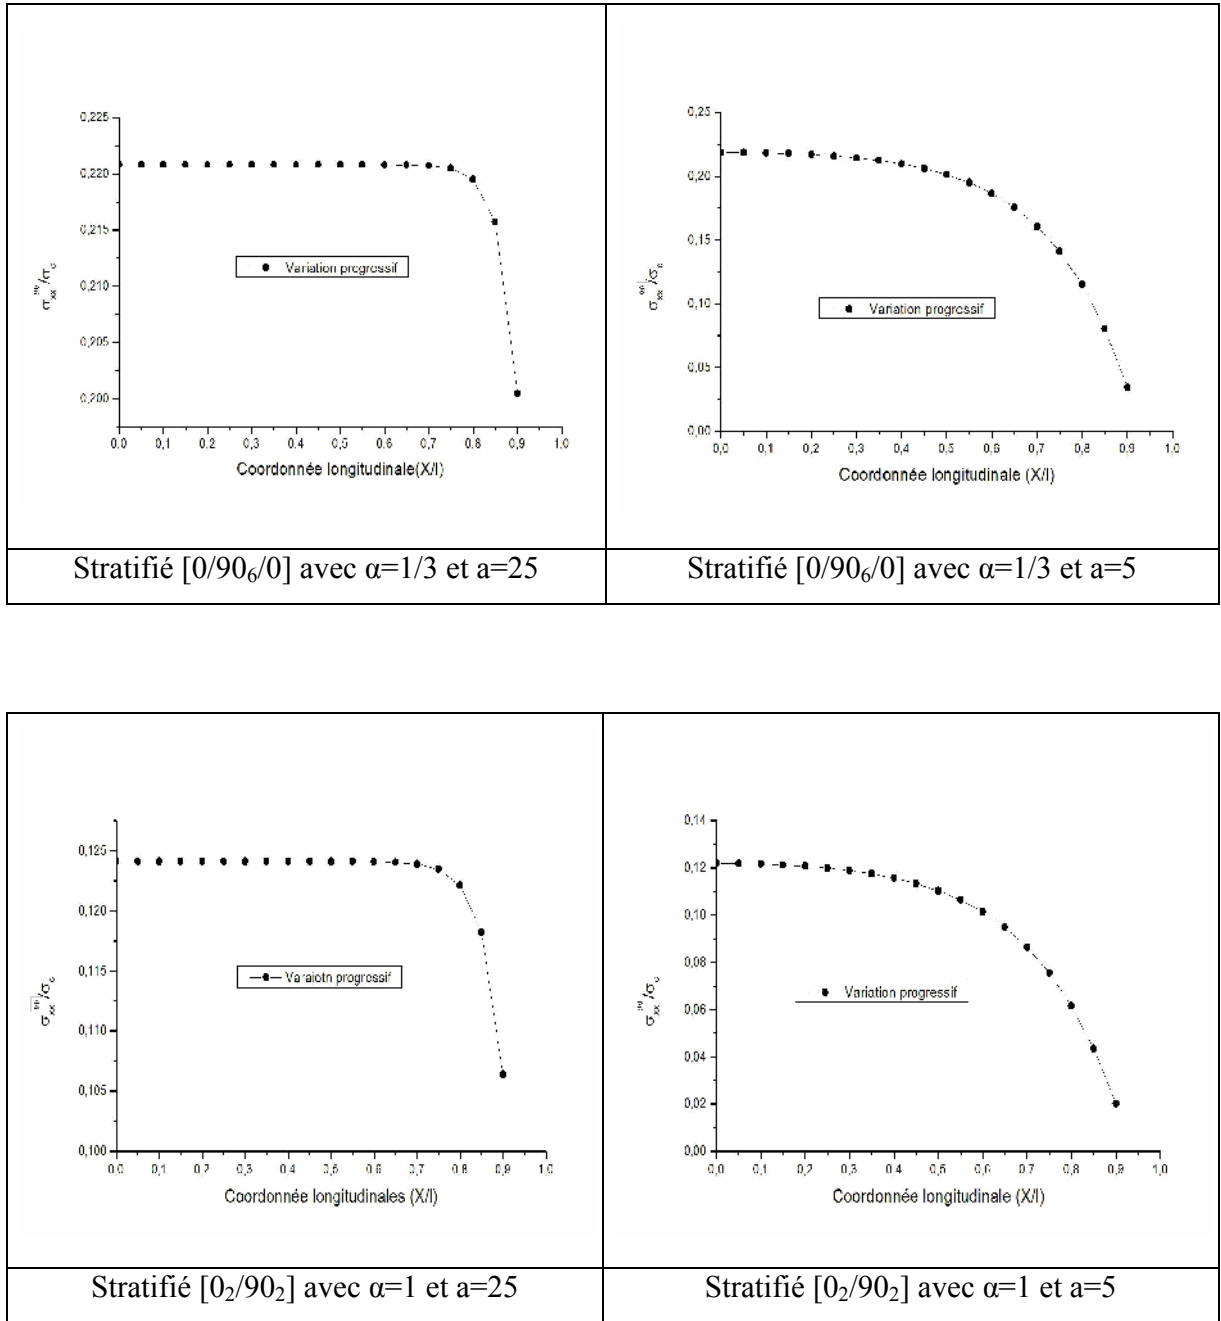 0,225
0,220
0,215
0,210
0,205
0,200
σxx90/σc
Variation progressif
0,0 0,1 0,2 0,3 0,4 0,5 0,6 0,7 0,8 0,9 1,0
Coordonnée longitudinale(X/l)
0,25
0,20
0,15
0,10
0,05
0,00
σxx90/σc
Variation progressif
0,0 0,1 0,2 0,3 0,4 0,5 0,6 0,7 0,8 0,9 1,0
Coordonnée longitudinale (X/l)
Stratifié [0/90₆/0] avec α=1/3 et a=25
Stratifié [0/90₆/0] avec α=1/3 et a=5
0,125
0,120
0,115
0,110
0,105
0,100
σxx90/σc
Varaiotn progressif
0,0 0,1 0,2 0,3 0,4 0,5 0,6 0,7 0,8 0,9 1,0
Coordonnée longitudinales (X/l)
0,14
0,12
0,10
0,08
0,06
0,04
0,02
0,00
σxx90/σc
Variation progressif
0,0 0,1 0,2 0,3 0,4 0,5 0,6 0,7 0,8 0,9 1,0
Coordonnée longitudinale (X/l)
Stratifié [0₂/90₂] avec α=1 et a=25
Stratifié [0₂/90₂] avec α=1 et a=5